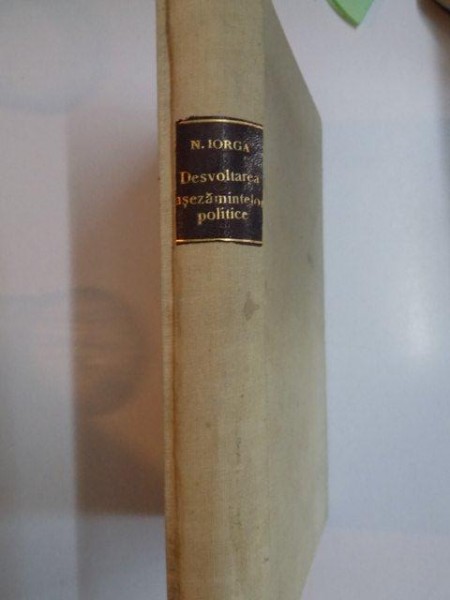 N. IORGA
Desvoltarea
așezămintelor
politice